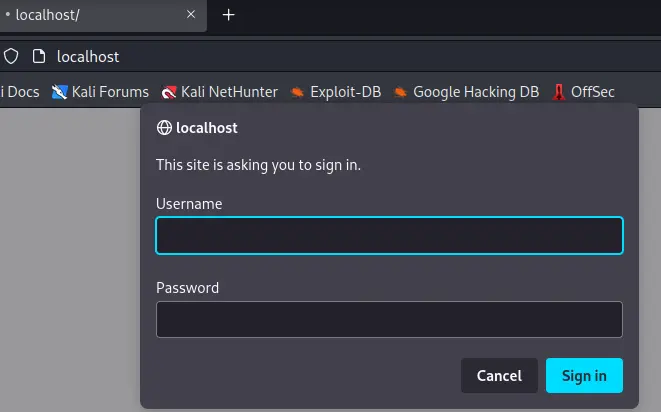 localhost/
localhost
i Docs Kali Forums Kali NetHunter Exploit-DB Google Hacking DB OffSec
localhost
This site is asking you to sign in.
Username
Password
Cancel Sign in